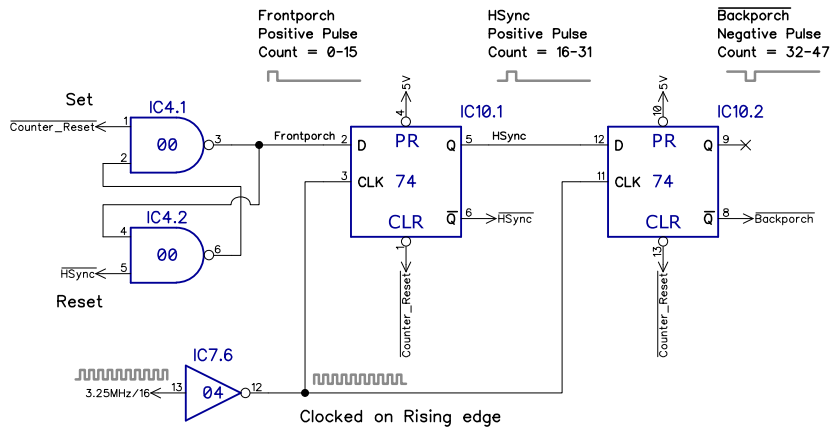 Frontporch
Positive Pulse
Count = 0-15
HSync
Positive Pulse
Count = 16-31
Backporch
Negative Pulse
Count = 32-47
Set
IC4.1
Counter_Reset
1
00
3
2
Frontporch
IC4.2
4
00
6
HSync
5
Reset
5V
4
IC10.1
PR
2
D
Q
5
HSync
3
CLK
74
CLR
Q
6
HSync
1
Counter_Reset
5V
10
IC10.2
PR
12
D
Q
9
11
CLK
74
CLR
Q
8
Backporch
13
Counter_Reset
IC7.6
3.25MHz/16
13
04
12
Clocked on Rising edge